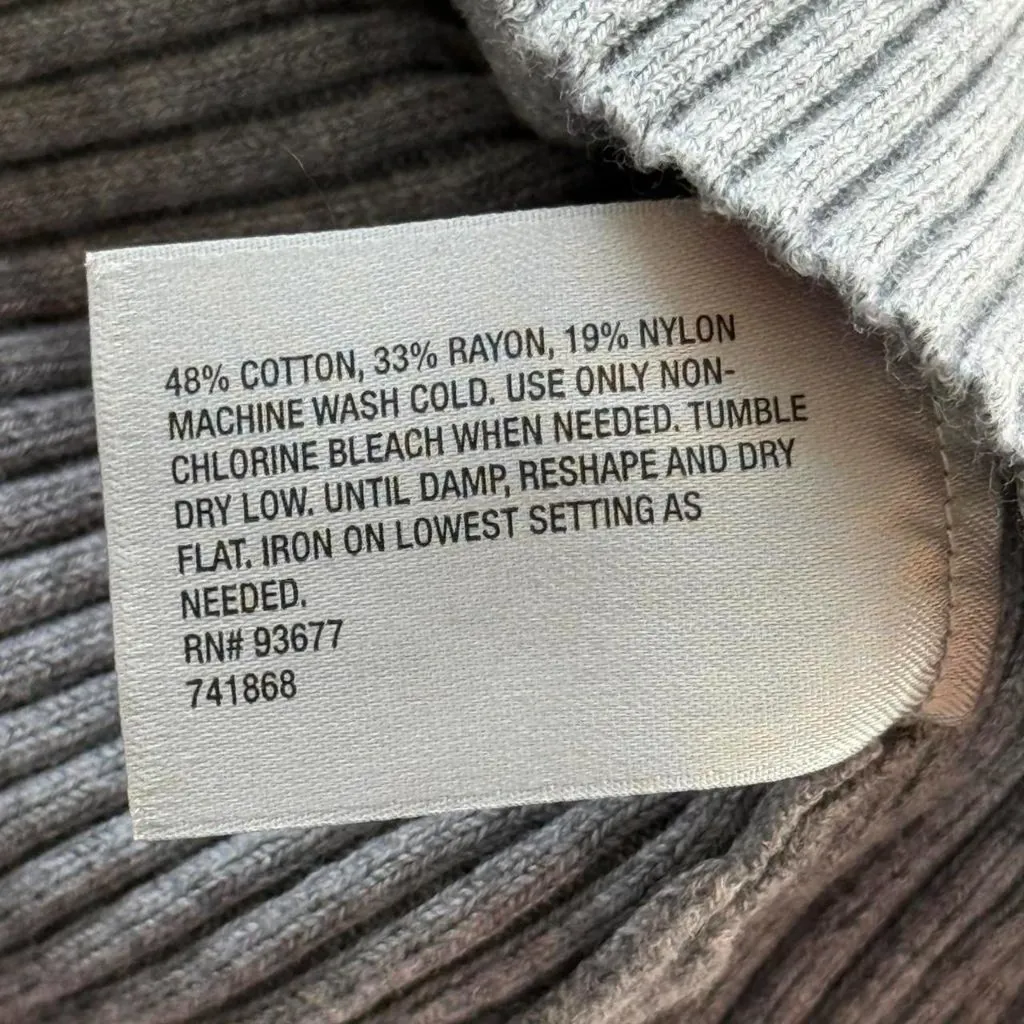 48% COTTON, 33% RAYON, 19% NYLON
MACHINE WASH COLD. USE ONLY NON-
CHLORINE BLEACH WHEN NEEDED. TUMBLE
DRY LOW. UNTIL DAMP, RESHAPE AND DRY
FLAT. IRON ON LOWEST SETTING AS
NEEDED.
RN# 93677
741868